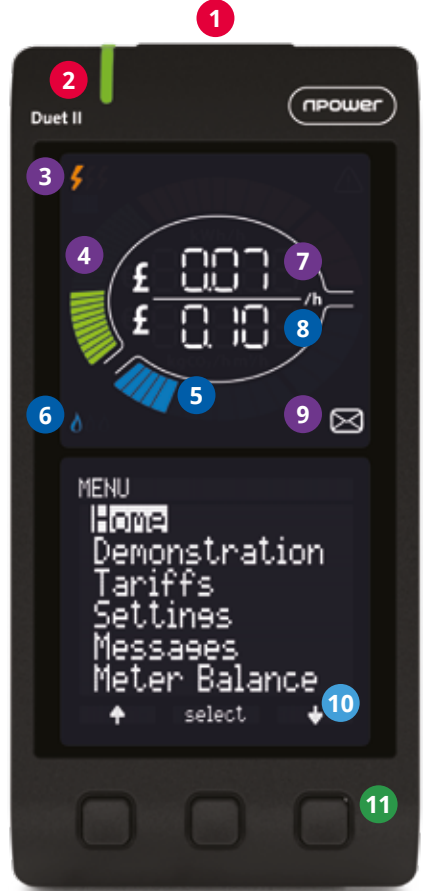 1
2
Duet II
npower
3
4
£ 0.07 7
/h
£ 0.10 8
5
6
9
MENU
Home
Demonstration
Tariffs
Settings
Messages
Meter Balance
select 10
11